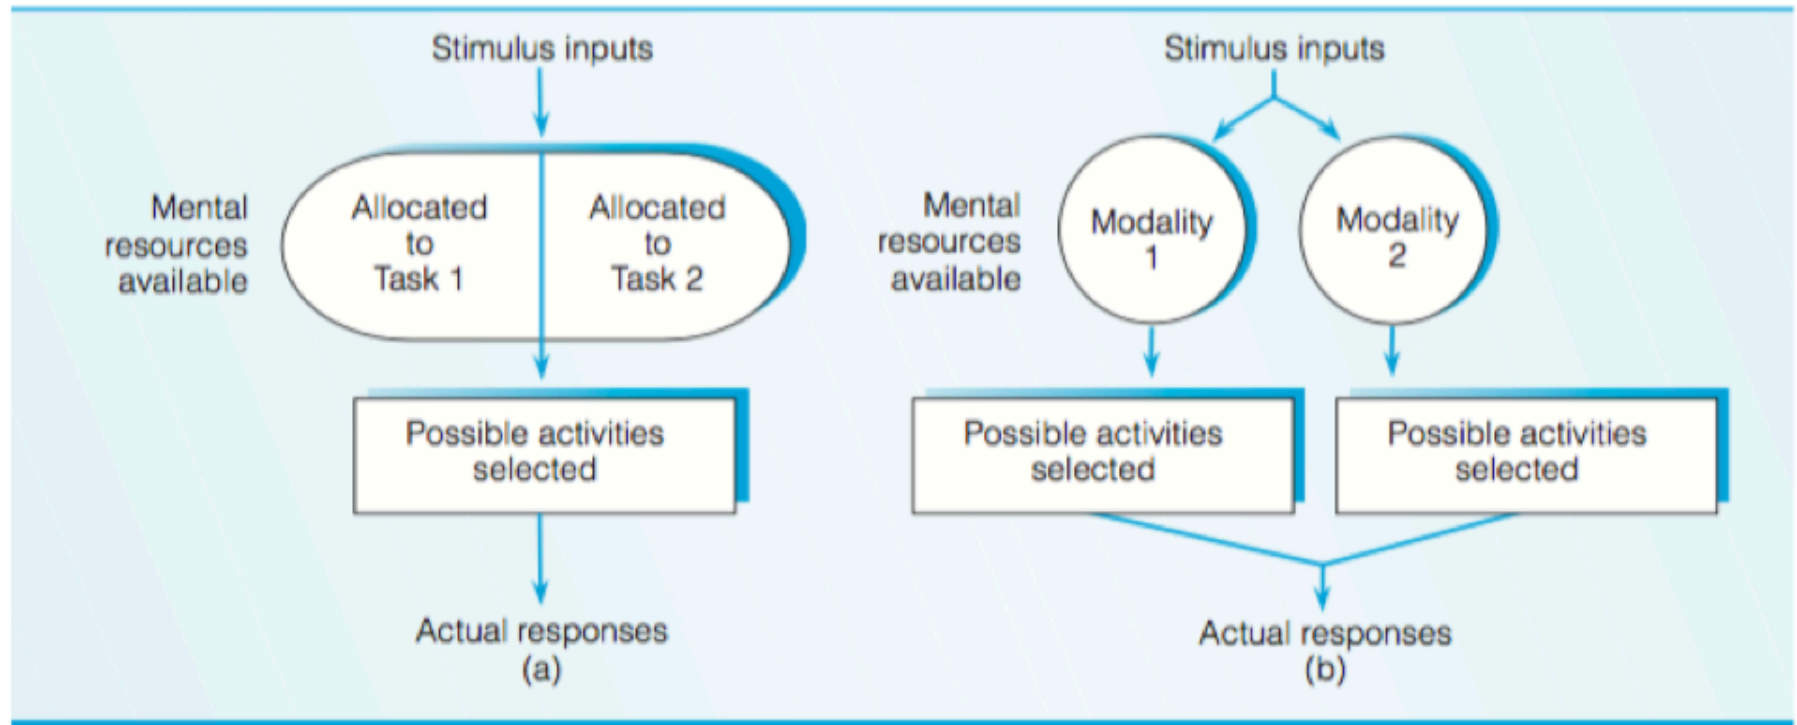 Stimulus inputs
Mental
resources
available
Allocated
to
Task 1
Allocated
to
Task 2
Possible activities
selected
Actual responses
(a)
Stimulus inputs
Mental
resources
available
Modality
1
Modality
2
Possible activities
selected
Possible activities
selected
Actual responses
(b)